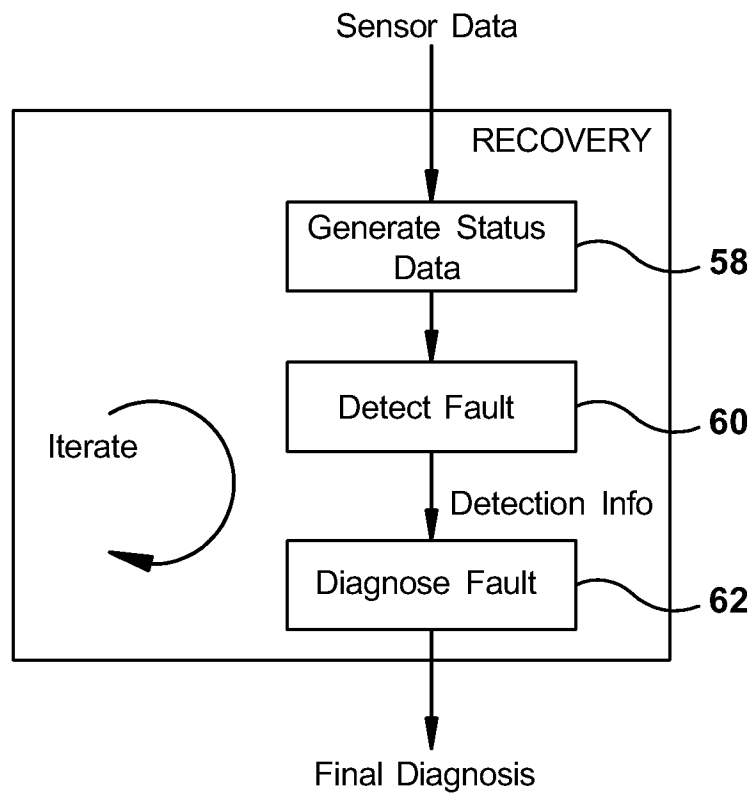 Sensor Data
RECOVERY
Generate Status
Data
58
Detect Fault
60
Iterate
Detection Info
Diagnose Fault
62
Final Diagnosis